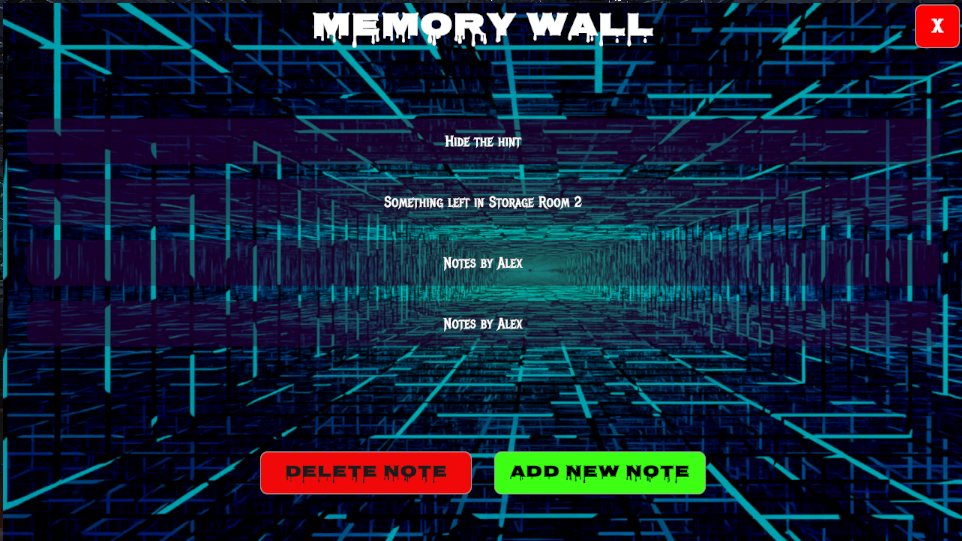 MEMORY WALL
X
Hide the hint
Something left in Storage Room 2
Notes by Alex
Notes by Alex
DELETE NOTE
ADD NEW NOTE